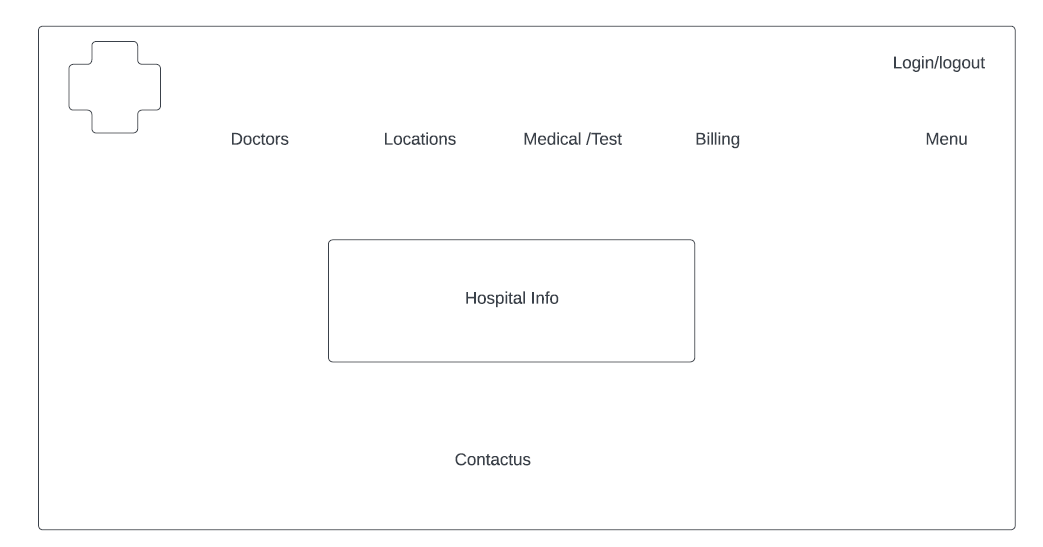 Login/logout
Doctors Locations Medical /Test Billing Menu
Hospital Info
Contactus